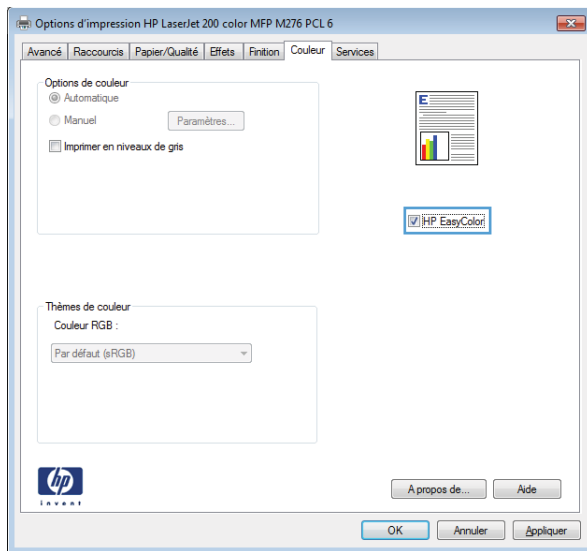 Options d'impression HP LaserJet 200 color MFP M276 PCL 6
Avancé Raccourcis Papier/Qualité Effets Finition Couleur Services
Options de couleur
Automatique
Manuel Paramètres...
Imprimer en niveaux de gris
E
HP EasyColor
Thèmes de couleur
Couleur RGB :
Par défaut (sRGB)
hp
invent
A propos de... Aide
OK Annuler Appliquer